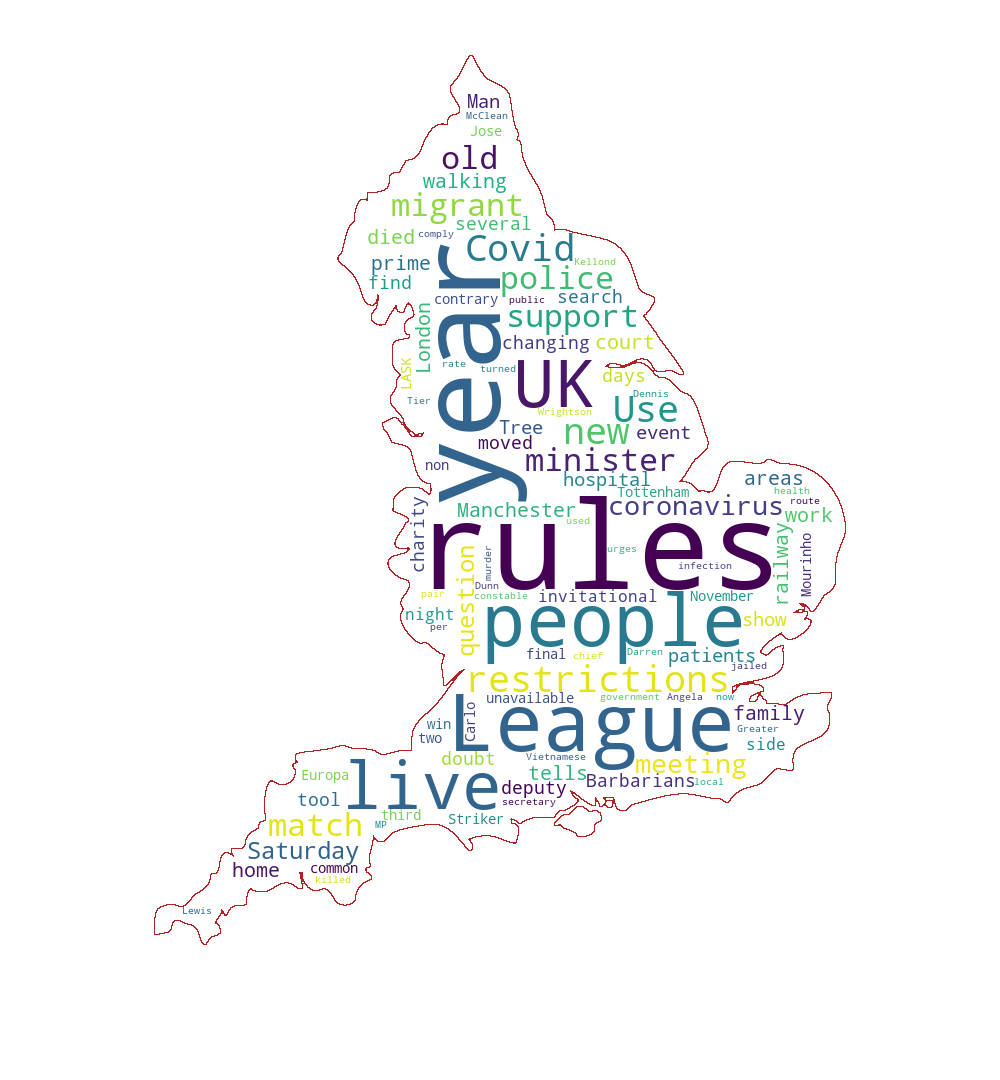 Man
McClean
Jose
old
walking
migrant
several
died
comply
Covid
prime
Kellond
police
find
search
contrary
public
year
support
London
changing
court
LASK
rate
turned
UK
days
Tier
Dennis
Use
Wrightson
Tree
new
event
moved
minister
non
hospital
areas
Tottenham
health
charity
Manchester
coronavirus
route
work
used
rules
railway
Mourinho
question
murder
urges
infection
Dunn
pair
constable
invitational
November
night
people
show
per
final
chief
Darren
patients
jailed
restrictions
unavailable
government
Angela
now
League
family
Carlo
win
Greater
two
side
doubt
Vietnamese
meeting
Europa
live
tells
Barbarians
local
tool
deputy
secretary
match
third
MP
Striker
Saturday
home
common
killed
Lewis